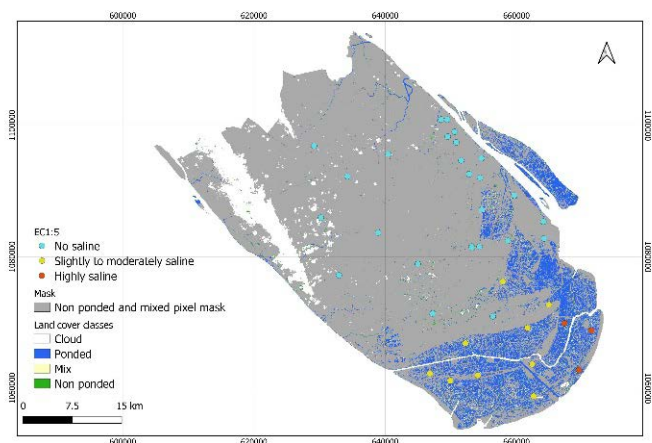 600000 620000 640000 660000
1100000 1100000
1080000 1080000
1060000 1060000
EC1:5
No saline
Slightly to moderately saline
Highly saline
Mask
Non ponded and mixed pixel mask
Land cover classes
Cloud
Ponded
Mix
Non ponded
0 7.5 15 km
600000 620000 640000 660000